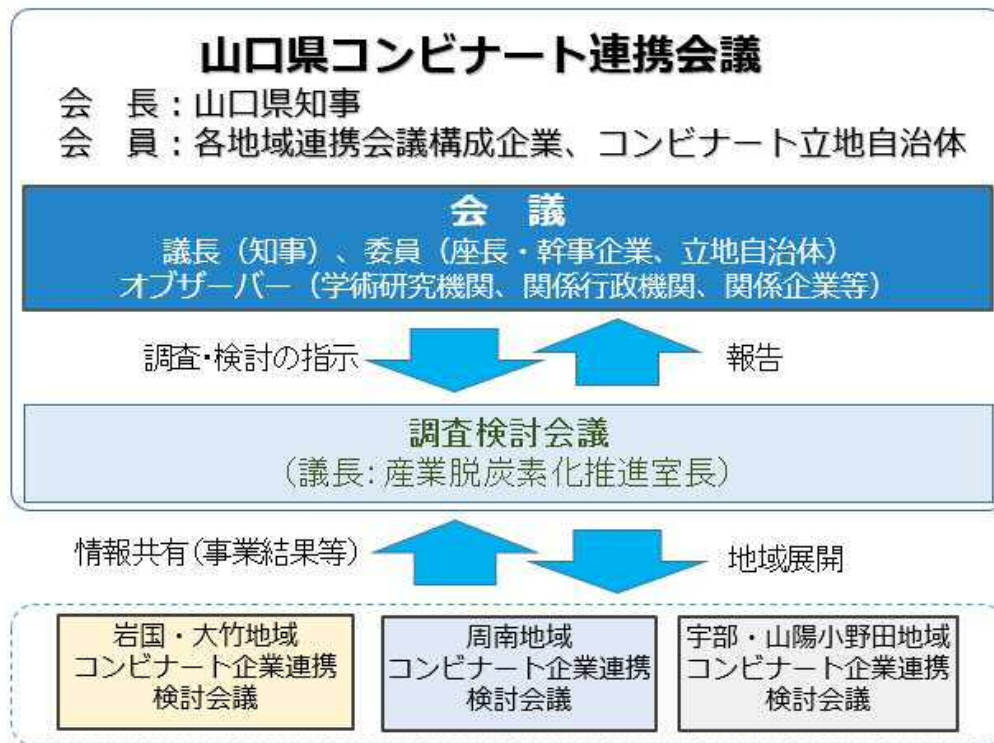 山口県コンビナート連携会議
会　長：山口県知事
会　員：各地域連携会議構成企業、コンビナート立地自治体
会　議
議長（知事）、委員（座長・幹事企業、立地自治体）
オブザーバー（学術研究機関、関係行政機関、関係企業等）
調査・検討の指示
報告
調査検討会議
（議長：産業脱炭素化推進室長）
情報共有（事業結果等）
地域展開
岩国・大竹地域
コンビナート企業連携
検討会議
周南地域
コンビナート企業連携
検討会議
宇部・山陽小野田地域
コンビナート企業連携
検討会議